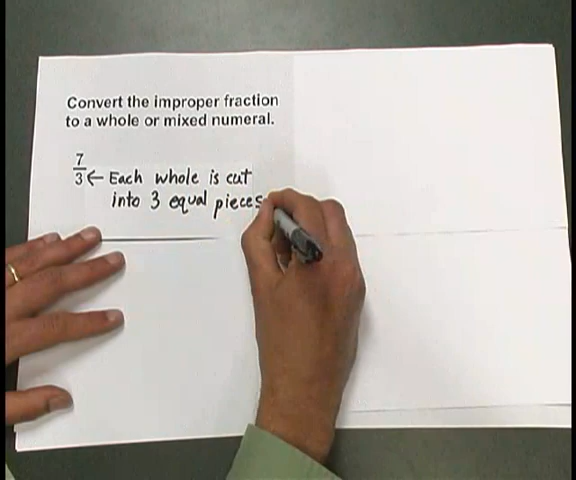 Convert the improper fraction
to a whole or mixed numeral.
7
3 ← Each whole is cut
into 3 equal pieces